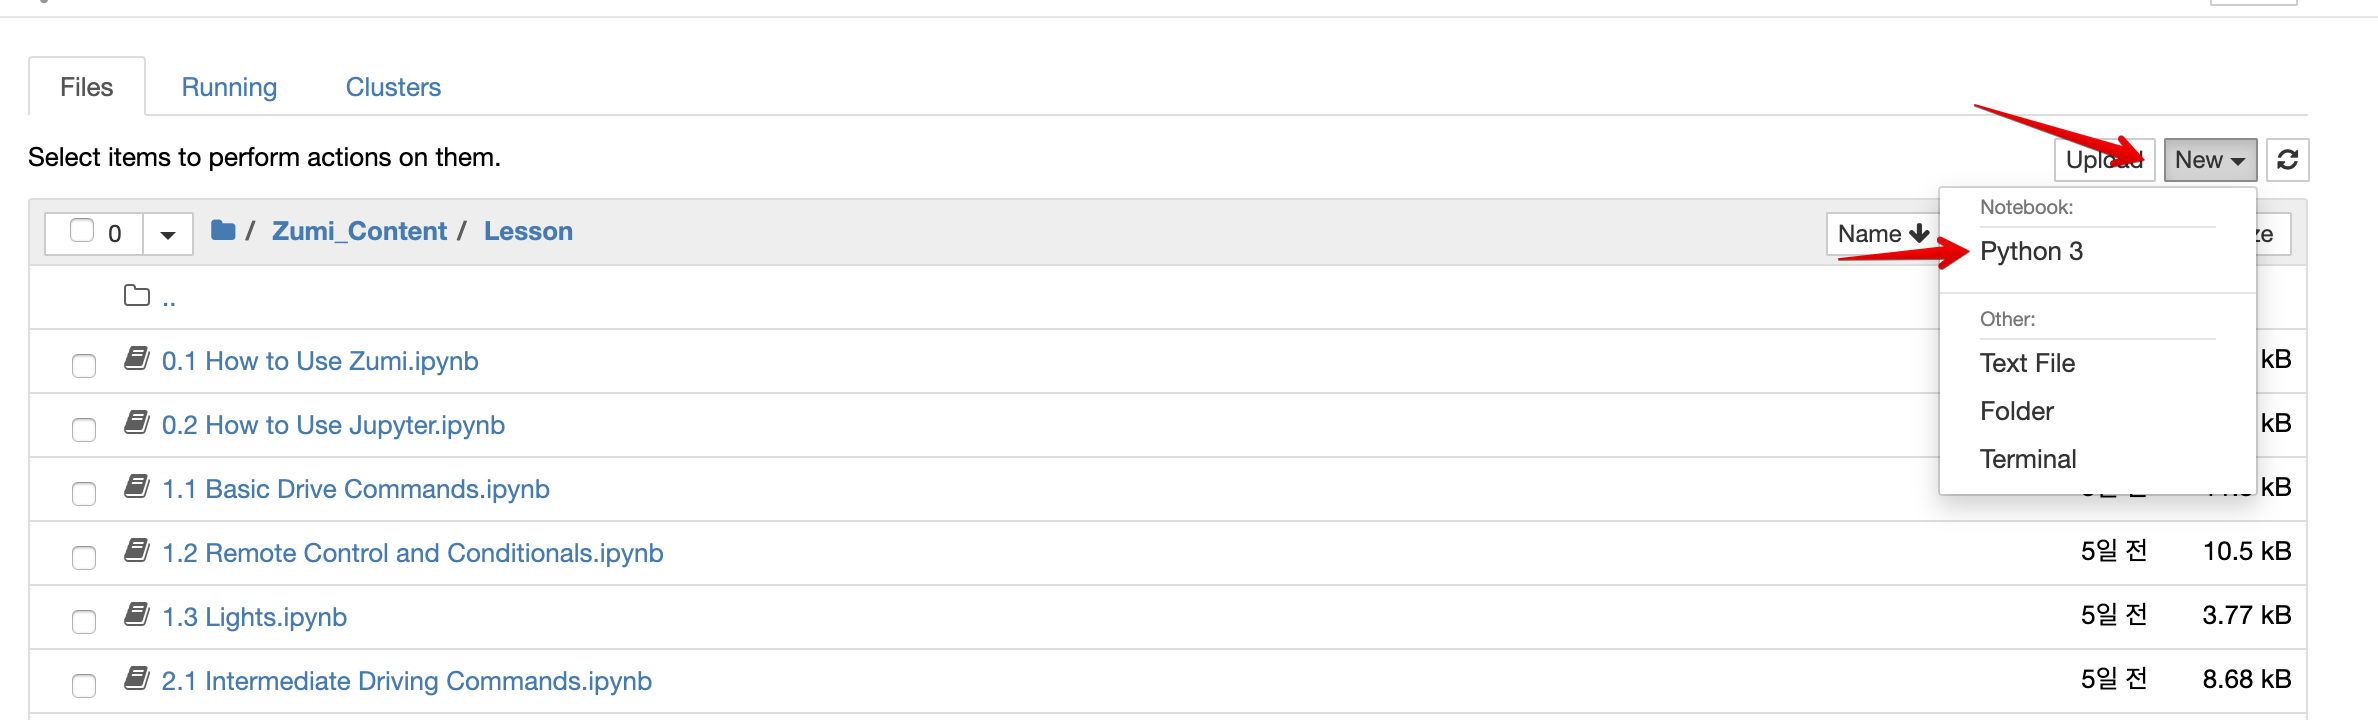 Files Running Clusters
Select items to perform actions on them.
Upload New
0 / Zumi_Content / Lesson Name
Notebook:
Python 3
Other:
Text File
Folder
Terminal
..
0.1 How to Use Zumi.ipynb kB
0.2 How to Use Jupyter.ipynb kB
1.1 Basic Drive Commands.ipynb kB
1.2 Remote Control and Conditionals.ipynb 5일 전 10.5 kB
1.3 Lights.ipynb 5일 전 3.77 kB
2.1 Intermediate Driving Commands.ipynb 5일 전 8.68 kB